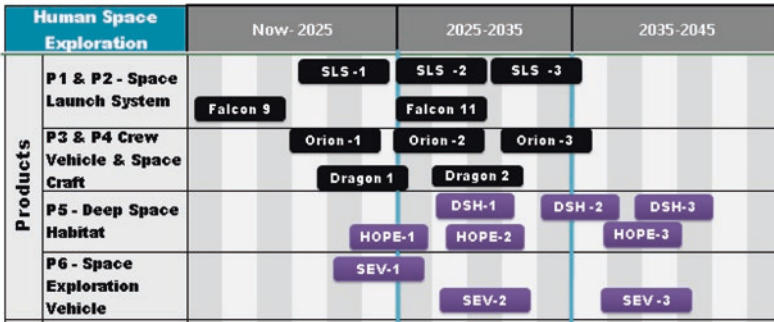 Human Space
Exploration
Now- 2025
2025-2035
2035-2045
Products
P1 & P2 - Space
Launch System
SLS -1
SLS -2
SLS -3
Falcon 9
Falcon 11
P3 & P4 Crew
Vehicle & Space
Craft
Orion -1
Orion -2
Orion -3
Dragon 1
Dragon 2
P5 - Deep Space
Habitat
DSH-1
DSH -2
DSH-3
HOPE-1
HOPE-2
HOPE-3
P6 - Space
Exploration
Vehicle
SEV-1
SEV-2
SEV -3